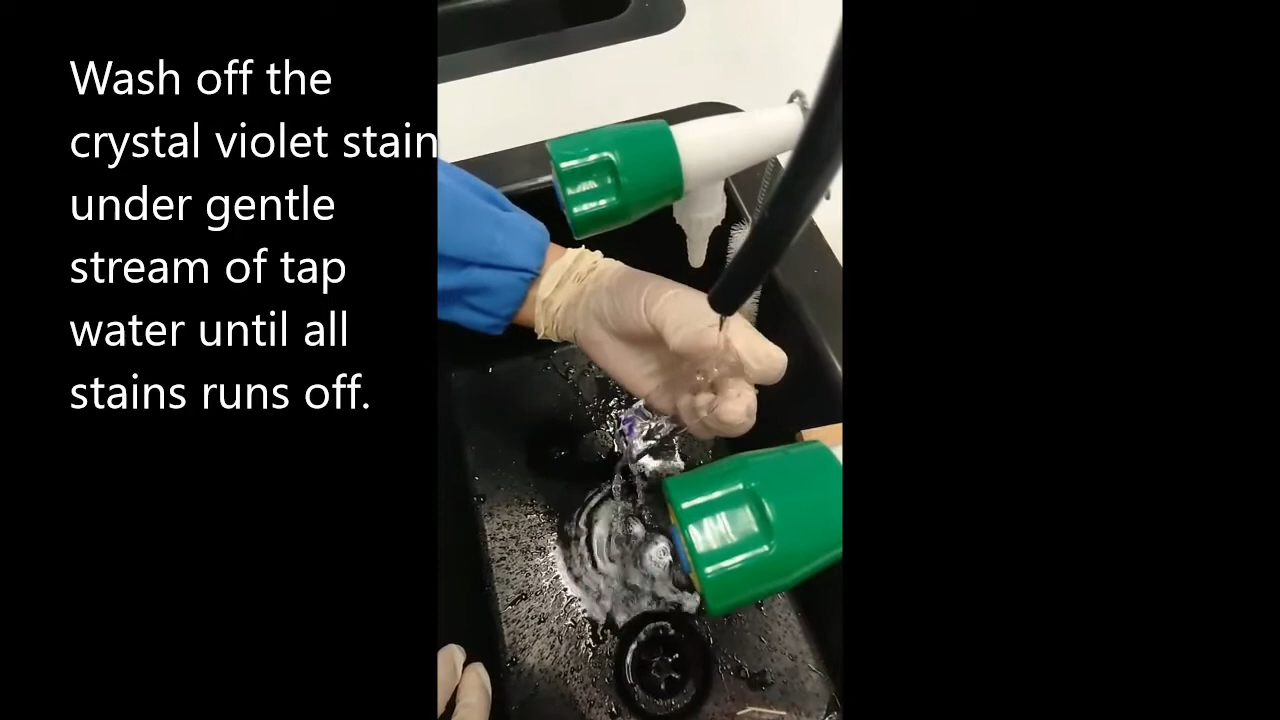 Wash off the
crystal violet stain
under gentle
stream of tap
water until all
stains runs off.